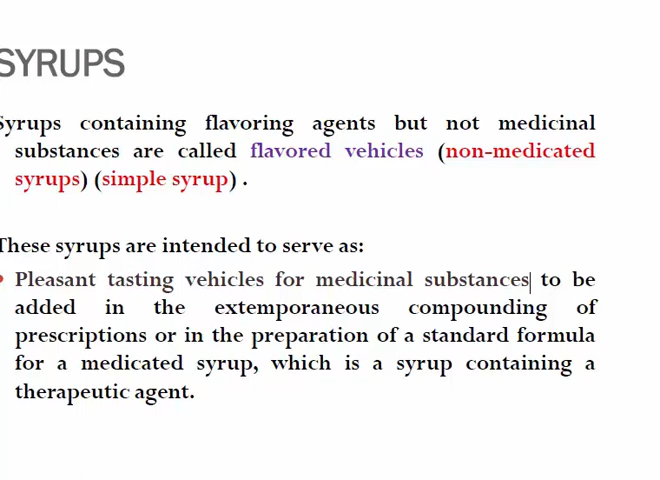 SYRUPS
Syrups containing flavoring agents but not medicinal
substances are called flavored vehicles (non-medicated
syrups) (simple syrup) .
These syrups are intended to serve as:
• Pleasant tasting vehicles for medicinal substances to be
added in the extemporaneous compounding of
prescriptions or in the preparation of a standard formula
for a medicated syrup, which is a syrup containing a
therapeutic agent.